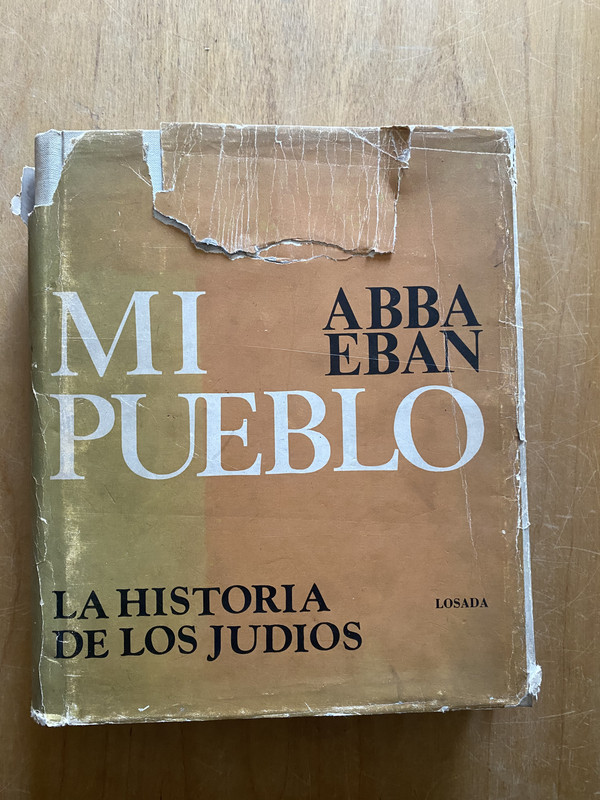 MI
ABBA
EBAN
PUEBLO
LA HISTORIA
DE LOS JUDIOS
LOSADA